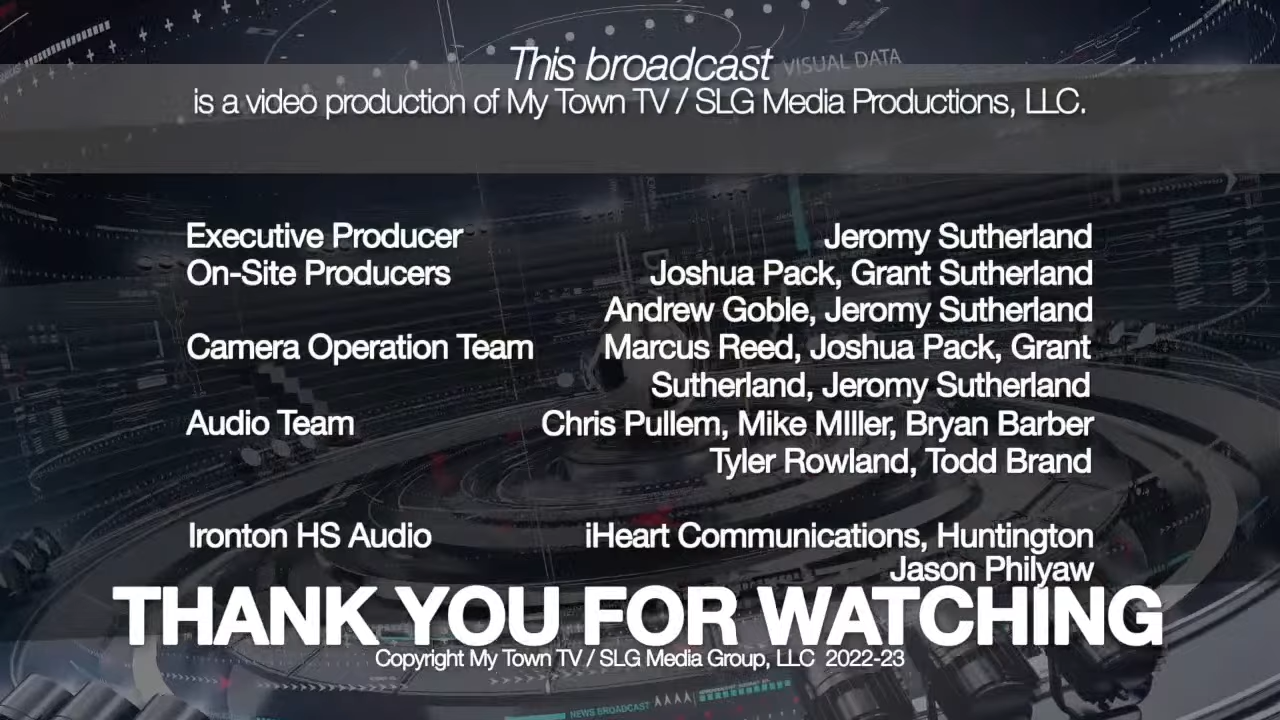 This broadcast
VISUAL DATA
is a video production of My Town TV / SLG Media Productions, LLC.
Executive Producer Jeromy Sutherland
On-Site Producers Joshua Pack, Grant Sutherland
Andrew Goble, Jeromy Sutherland
Camera Operation Team Marcus Reed, Joshua Pack, Grant
Sutherland, Jeromy Sutherland
Audio Team Chris Pullem, Mike MIller, Bryan Barber
Tyler Rowland, Todd Brand
Ironton HS Audio iHeart Communications, Huntington
Jason Philyaw
THANK YOU FOR WATCHING
Copyright My Town TV / SLG Media Group, LLC 2022-23
NEWS BROADCAST